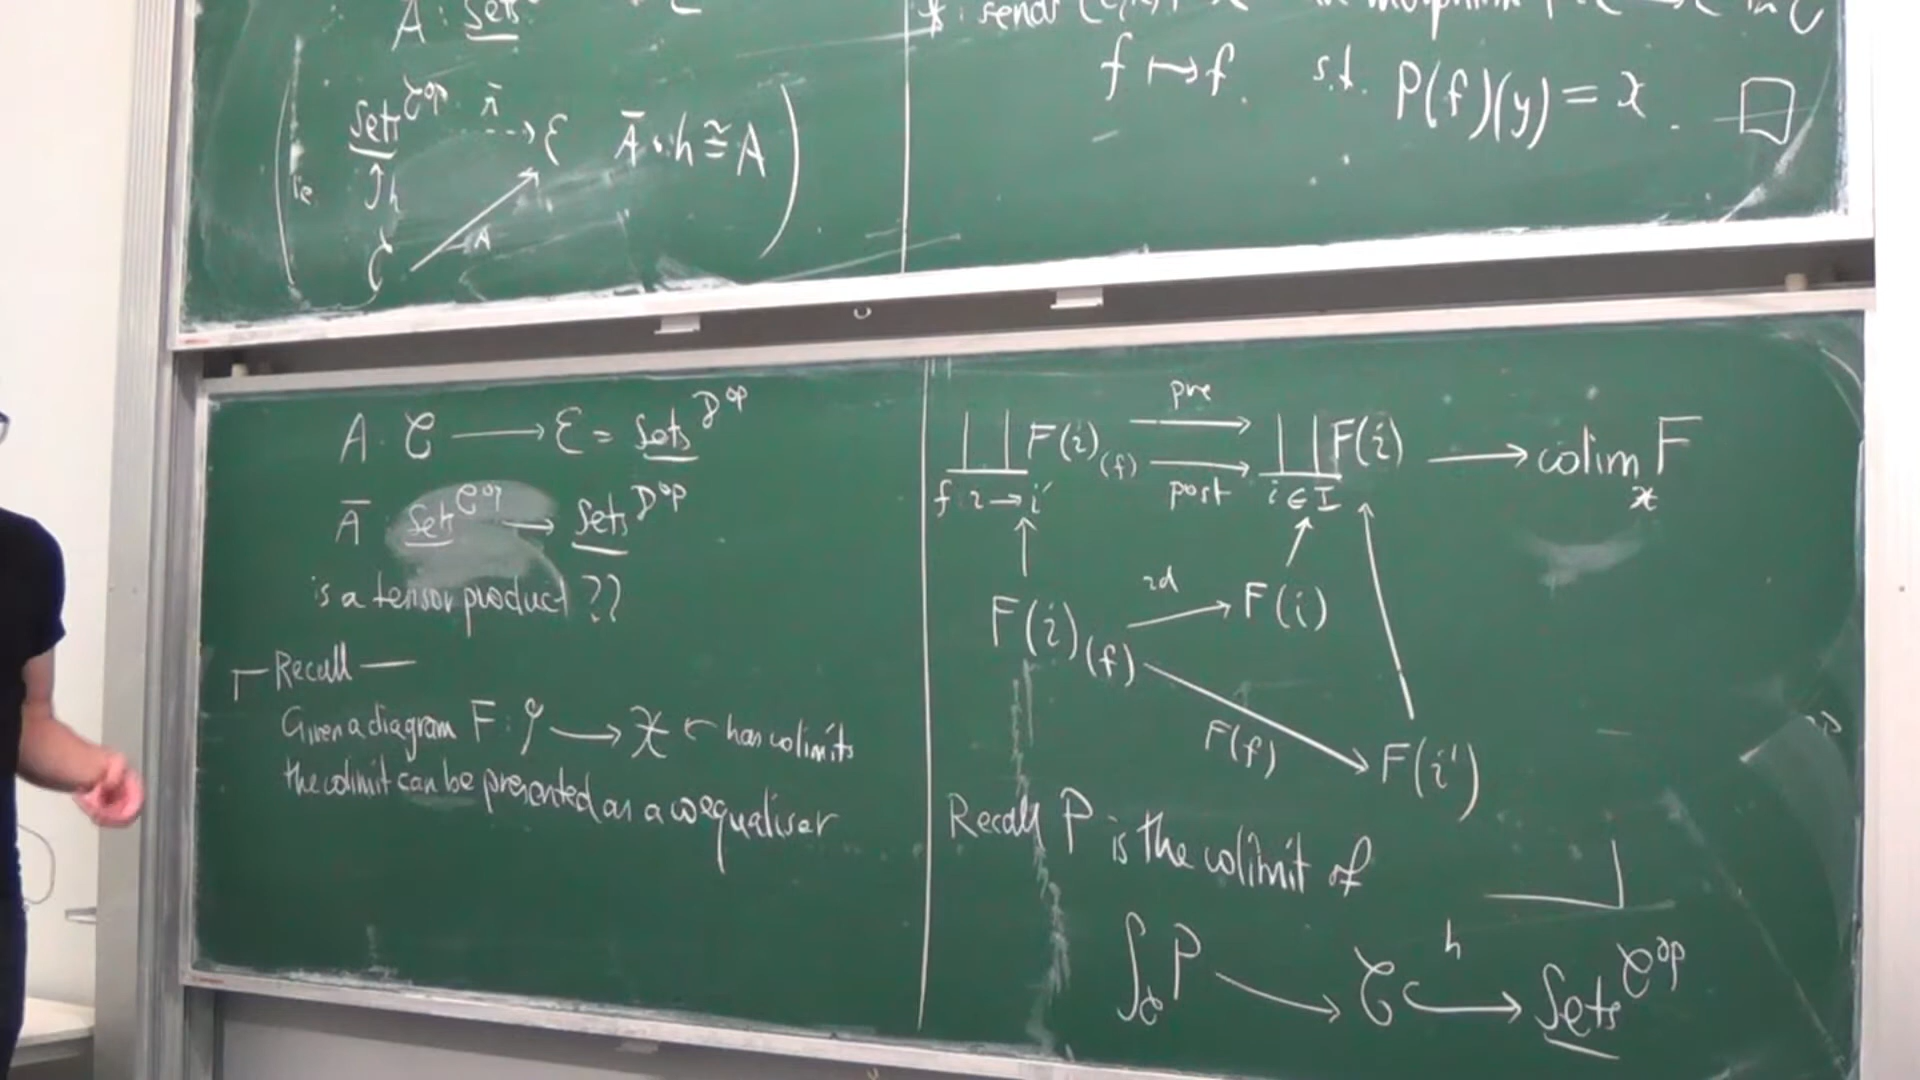 A : Sets
( ie Sets^{C^op} ⇢ Ɛ Ā∘h ≅ A )
↑h
C A
f ↦ f s.t. P(f)(y) = x. □
A : C ⟶ Ɛ = Sets^{D^op}
Ā Sets^{C^op} → Sets^{D^op}
is a tensor product ??
Recall
Given a diagram F : I ⟶ X ← has colimits
the colimit can be presented as a coequaliser
pre
∐ F(i)_(f) ⇉ ∐ F(i) ⟶ colim F
f: i → i' post i ∈ I
id
F(i)_(f) F(i)
F(f) F(i')
Recall P is the colimit of
∫_C P ⟶ C ↪ Sets^{C^op}
h